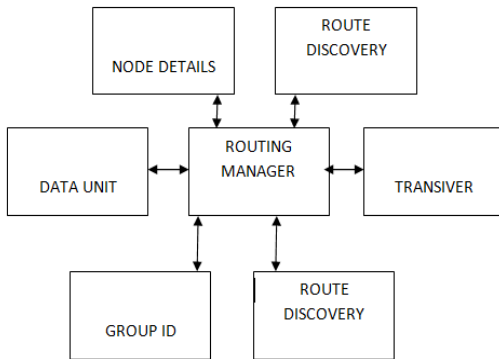 NODE DETAILS
ROUTE
DISCOVERY
DATA UNIT
ROUTING
MANAGER
TRANSIVER
GROUP ID
ROUTE
DISCOVERY